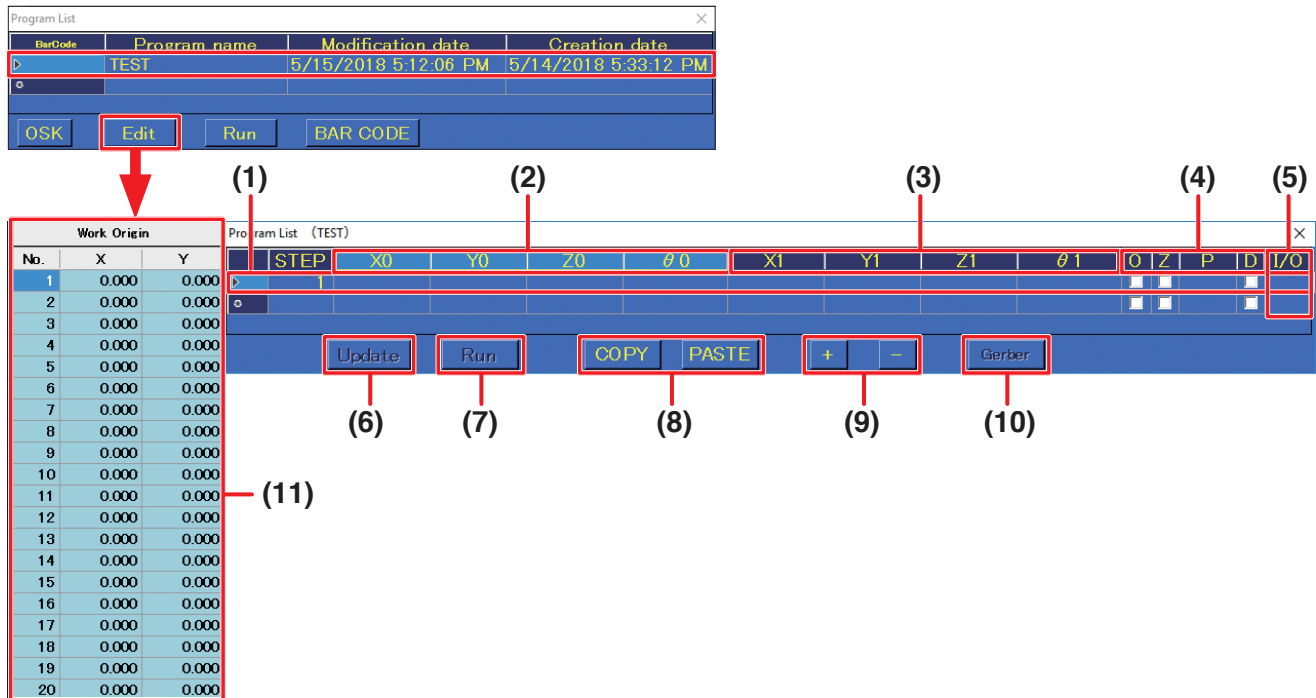 Program List
BarCode Program name Modification date Creation date
TEST 5/15/2018 5:12:06 PM 5/14/2018 5:33:12 PM
OSK Edit Run BAR CODE
(1) (2) (3) (4) (5)
Work Origin
No. X Y
1 0.000 0.000
2 0.000 0.000
3 0.000 0.000
4 0.000 0.000
5 0.000 0.000
6 0.000 0.000
7 0.000 0.000
8 0.000 0.000
9 0.000 0.000
10 0.000 0.000
11 0.000 0.000
12 0.000 0.000
13 0.000 0.000
14 0.000 0.000
15 0.000 0.000
16 0.000 0.000
17 0.000 0.000
18 0.000 0.000
19 0.000 0.000
20 0.000 0.000
Program List (TEST)
STEP X0 Y0 Z0 θ0 X1 Y1 Z1 θ1 O Z P D I/O
1
Update Run COPY PASTE + - Gerber
(6) (7) (8) (9) (10)
(11)